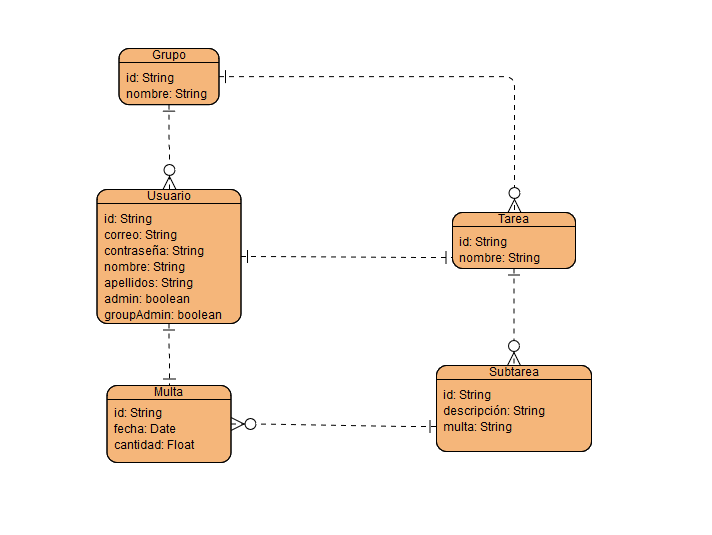 Grupo
id: String
nombre: String
Usuario
id: String
correo: String
contraseña: String
nombre: String
apellidos: String
admin: boolean
groupAdmin: boolean
Tarea
id: String
nombre: String
Multa
id: String
fecha: Date
cantidad: Float
Subtarea
id: String
descripción: String
multa: String